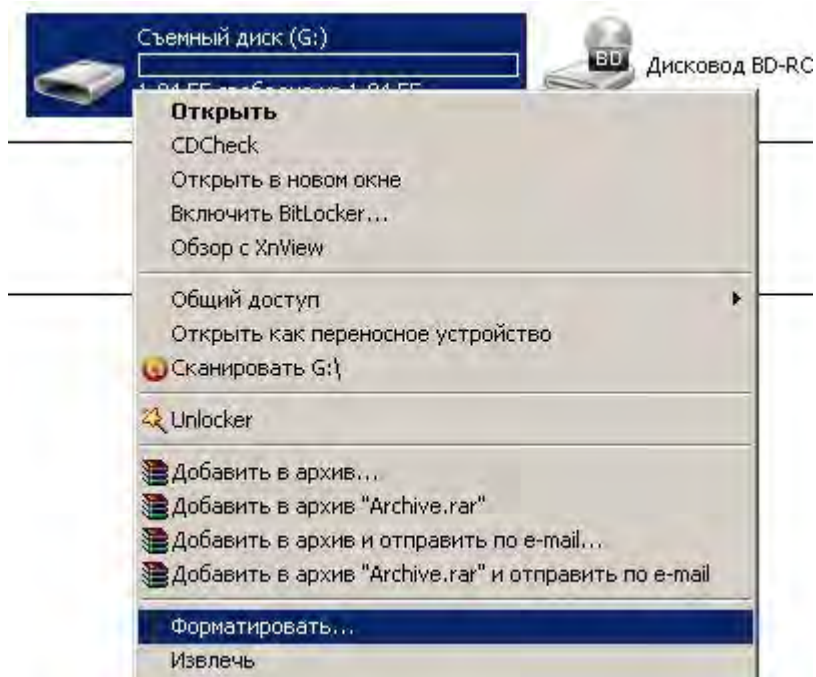 Съемный диск (G:)
Дисковод BD-RO
Открыть
CDCheck
Открыть в новом окне
Включить BitLocker...
Обзор с XnView
Общий доступ
Открыть как переносное устройство
Сканировать G:\
Unlocker
Добавить в архив...
Добавить в архив "Archive.rar"
Добавить в архив и отправить по e-mail...
Добавить в архив "Archive.rar" и отправить по e-mail
Форматировать...
Извлечь